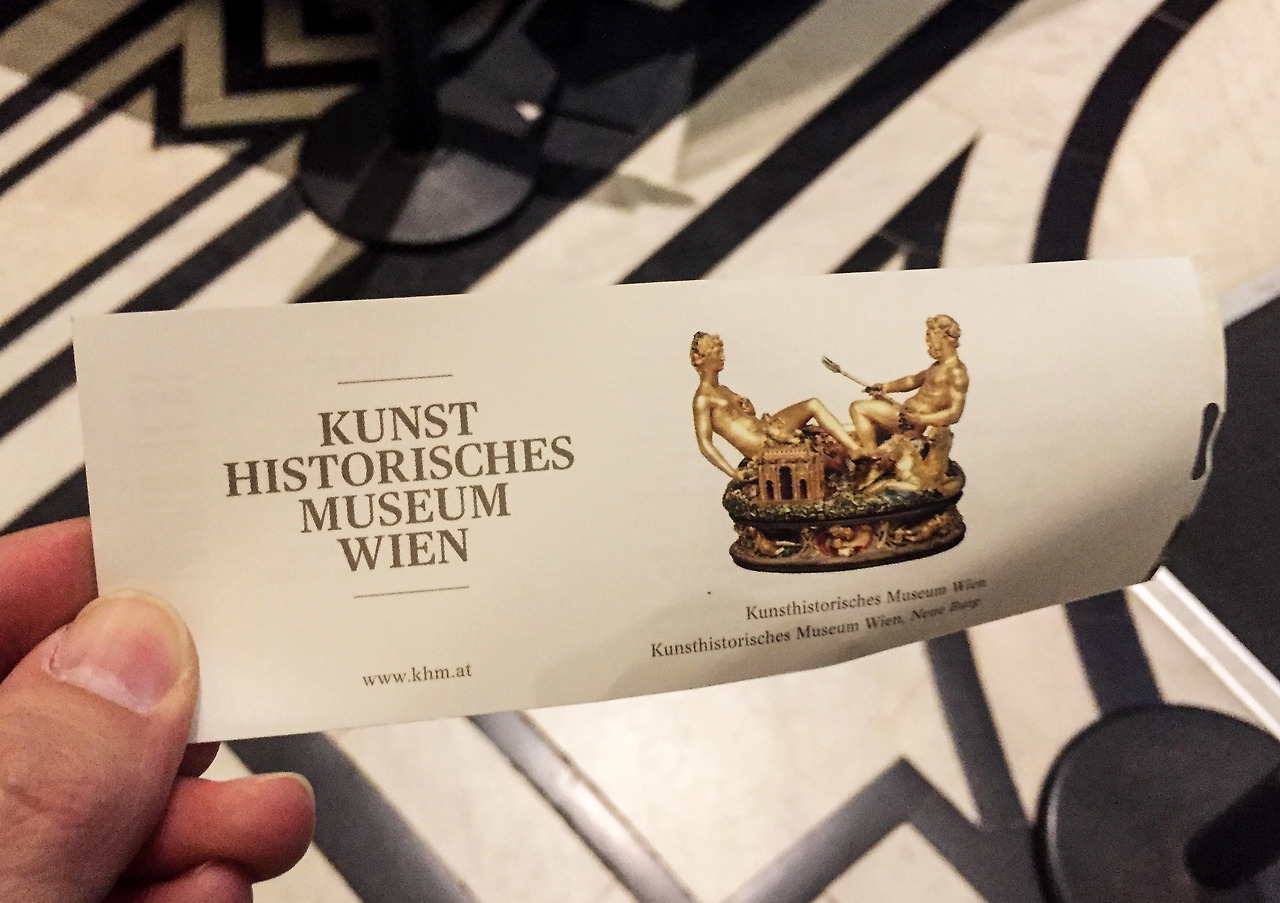 KUNST
HISTORISCHES
MUSEUM
WIEN
www.khm.at
Kunsthistorisches Museum Wien
Kunsthistorisches Museum Wien, Neue Burg